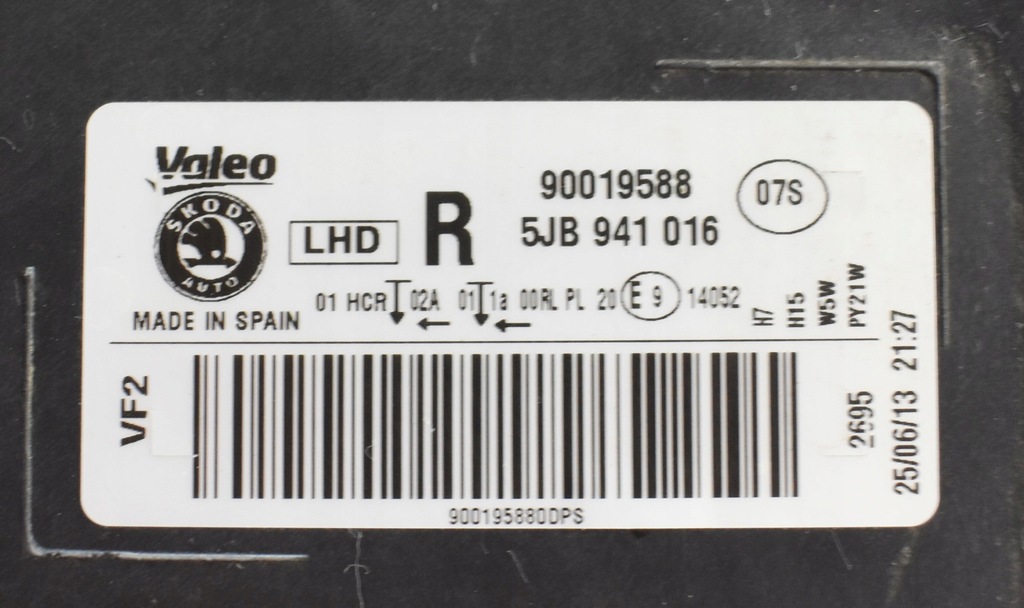 Valeo
90019588
07S
SKODA
AUTO
LHD
R
5JB 941 016
01 HCR 02A 01 1a 00RL PL 20 E 9 14052
MADE IN SPAIN
H7
H15
W5W
PY21W
VF2
2695
25/06/13 21:27
900195880DPS